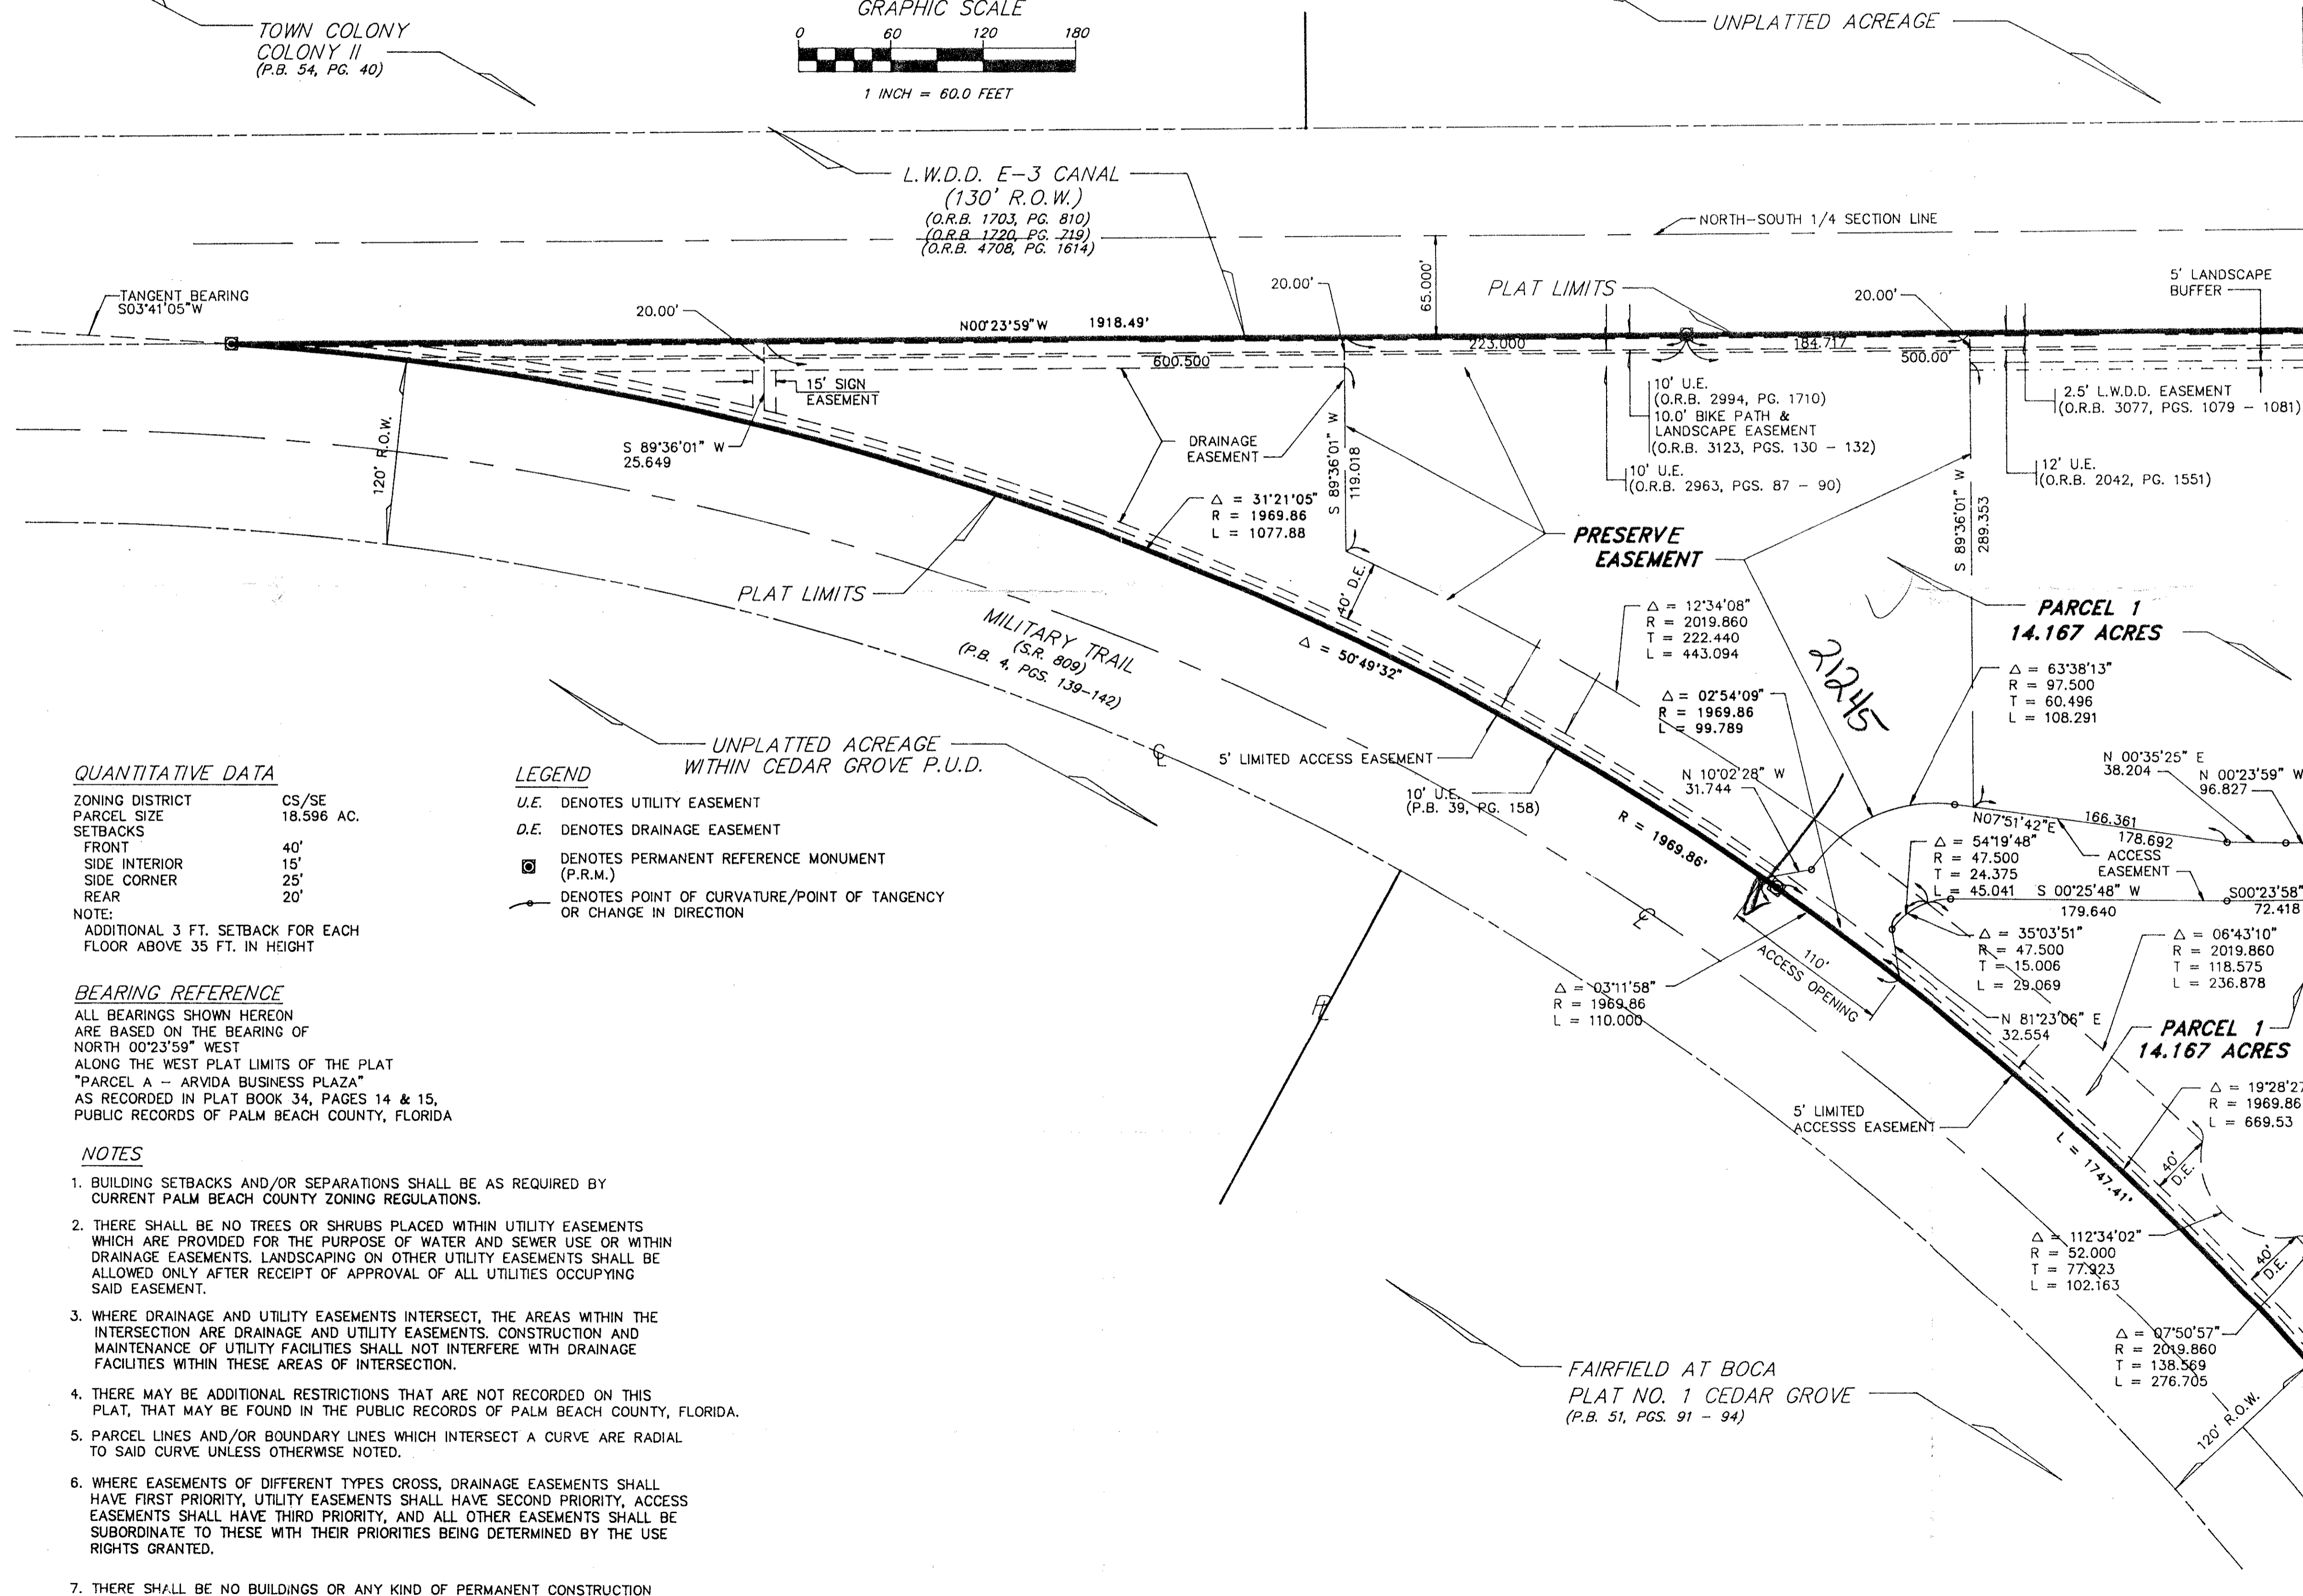 TOWN COLONY
COLONY II
(P.B. 54, PG. 40)
GRAPHIC SCALE
0 60 120 180
1 INCH = 60.0 FEET
UNPLATTED ACREAGE
L.W.D.D. E-3 CANAL
(130' R.O.W.)
(O.R.B. 1703, PG. 810)
(O.R.B. 1720, PG. 719)
(O.R.B. 4708, PG. 1614)
NORTH-SOUTH 1/4 SECTION LINE
TANGENT BEARING
S03°41'05"W
20.00'
N00°23'59"W 1918.49'
20.00'
65.000'
PLAT LIMITS
20.00'
5' LANDSCAPE
BUFFER
600.500
223.000
184.717
500.00'
15' SIGN
EASEMENT
120' R.O.W.
S 89°36'01" W
25.649
DRAINAGE
EASEMENT
S 89°36'01" W
119.018
10' U.E.
(O.R.B. 2994, PG. 1710)
10.0' BIKE PATH &
LANDSCAPE EASEMENT
(O.R.B. 3123, PGS. 130 - 132)
10' U.E.
(O.R.B. 2963, PGS. 87 - 90)
2.5' L.W.D.D. EASEMENT
(O.R.B. 3077, PGS. 1079 - 1081)
12' U.E.
(O.R.B. 2042, PG. 1551)
S 89°36'01" W
289.353
Δ = 31°21'05"
R = 1969.86
L = 1077.88
PRESERVE
EASEMENT
PLAT LIMITS
40' D.E.
MILITARY TRAIL
(S.R. 809)
(P.B. 4, PGS. 139-142)
Δ = 50°49'32"
Δ = 12°34'08"
R = 2019.860
T = 222.440
L = 443.094
21245
PARCEL 1
14.167 ACRES
Δ = 63°38'13"
R = 97.500
T = 60.496
L = 108.291
Δ = 02°54'09"
R = 1969.86
L = 99.789
UNPLATTED ACREAGE
WITHIN CEDAR GROVE P.U.D.
℄
5' LIMITED ACCESS EASEMENT
10' U.E.
(P.B. 39, PG. 158)
N 10°02'28" W
31.744
N 00°35'25" E
38.204
N 00°23'59" W
96.827
R = 1969.86'
N07°51'42"E
166.361
178.692
ACCESS
EASEMENT
Δ = 54°19'48"
R = 47.500
T = 24.375
L = 45.041
S 00°25'48" W
179.640
S00°23'58"
72.418
QUANTITATIVE DATA
ZONING DISTRICT CS/SE
PARCEL SIZE 18.596 AC.
SETBACKS
FRONT 40'
SIDE INTERIOR 15'
SIDE CORNER 25'
REAR 20'
NOTE:
ADDITIONAL 3 FT. SETBACK FOR EACH
FLOOR ABOVE 35 FT. IN HEIGHT
LEGEND
U.E. DENOTES UTILITY EASEMENT
D.E. DENOTES DRAINAGE EASEMENT
DENOTES PERMANENT REFERENCE MONUMENT
(P.R.M.)
DENOTES POINT OF CURVATURE/POINT OF TANGENCY
OR CHANGE IN DIRECTION
℄
110'
ACCESS OPENING
Δ = 03°11'58"
R = 1969.86
L = 110.000
Δ = 35°03'51"
R = 47.500
T = 15.006
L = 29.069
Δ = 06°43'10"
R = 2019.860
T = 118.575
L = 236.878
N 81°23'06" E
32.554
PARCEL 1
14.167 ACRES
BEARING REFERENCE
ALL BEARINGS SHOWN HEREON
ARE BASED ON THE BEARING OF
NORTH 00°23'59" WEST
ALONG THE WEST PLAT LIMITS OF THE PLAT
"PARCEL A - ARVIDA BUSINESS PLAZA"
AS RECORDED IN PLAT BOOK 34, PAGES 14 & 15,
PUBLIC RECORDS OF PALM BEACH COUNTY, FLORIDA
5' LIMITED
ACCESSS EASEMENT
Δ = 19°28'27
R = 1969.86
L = 669.53
L = 1747.41'
40'
D.E.
Δ = 112°34'02"
R = 52.000
T = 77.923
L = 102.163
40'
D.E.
Δ = 07°50'57"
R = 2019.860
T = 138.569
L = 276.705
120' R.O.W.
FAIRFIELD AT BOCA
PLAT NO. 1 CEDAR GROVE
(P.B. 51, PGS. 91 - 94)
NOTES
1. BUILDING SETBACKS AND/OR SEPARATIONS SHALL BE AS REQUIRED BY
CURRENT PALM BEACH COUNTY ZONING REGULATIONS.
2. THERE SHALL BE NO TREES OR SHRUBS PLACED WITHIN UTILITY EASEMENTS
WHICH ARE PROVIDED FOR THE PURPOSE OF WATER AND SEWER USE OR WITHIN
DRAINAGE EASEMENTS. LANDSCAPING ON OTHER UTILITY EASEMENTS SHALL BE
ALLOWED ONLY AFTER RECEIPT OF APPROVAL OF ALL UTILITIES OCCUPYING
SAID EASEMENT.
3. WHERE DRAINAGE AND UTILITY EASEMENTS INTERSECT, THE AREAS WITHIN THE
INTERSECTION ARE DRAINAGE AND UTILITY EASEMENTS. CONSTRUCTION AND
MAINTENANCE OF UTILITY FACILITIES SHALL NOT INTERFERE WITH DRAINAGE
FACILITIES WITHIN THESE AREAS OF INTERSECTION.
4. THERE MAY BE ADDITIONAL RESTRICTIONS THAT ARE NOT RECORDED ON THIS
PLAT, THAT MAY BE FOUND IN THE PUBLIC RECORDS OF PALM BEACH COUNTY, FLORIDA.
5. PARCEL LINES AND/OR BOUNDARY LINES WHICH INTERSECT A CURVE ARE RADIAL
TO SAID CURVE UNLESS OTHERWISE NOTED.
6. WHERE EASEMENTS OF DIFFERENT TYPES CROSS, DRAINAGE EASEMENTS SHALL
HAVE FIRST PRIORITY, UTILITY EASEMENTS SHALL HAVE SECOND PRIORITY, ACCESS
EASEMENTS SHALL HAVE THIRD PRIORITY, AND ALL OTHER EASEMENTS SHALL BE
SUBORDINATE TO THESE WITH THEIR PRIORITIES BEING DETERMINED BY THE USE
RIGHTS GRANTED.
7. THERE SHALL BE NO BUILDINGS OR ANY KIND OF PERMANENT CONSTRUCTION